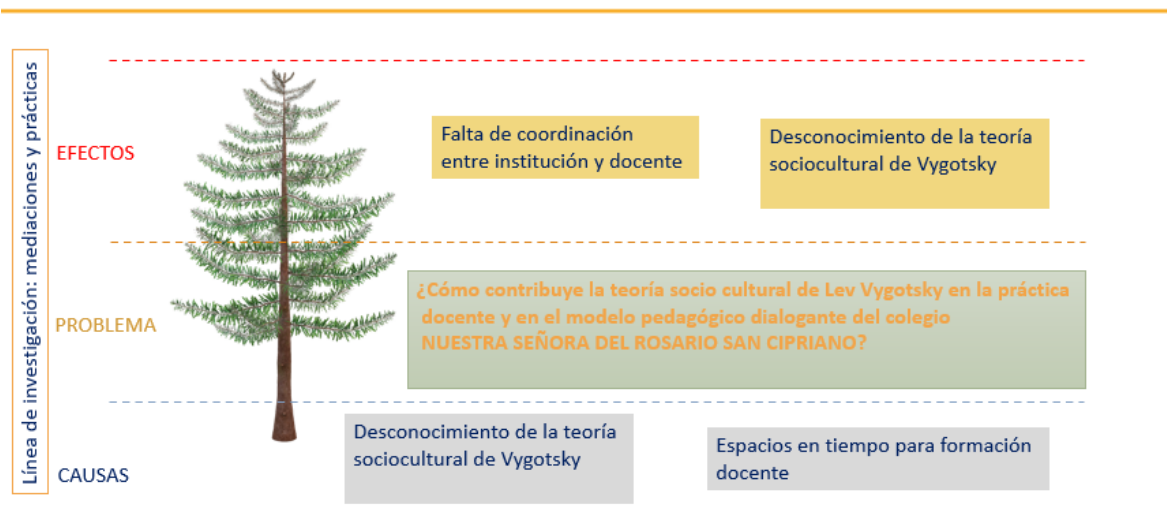 Línea de investigación: mediaciones y prácticas
EFECTOS
Falta de coordinación
entre institución y docente
Desconocimiento de la teoría
sociocultural de Vygotsky
PROBLEMA
¿Cómo contribuye la teoría socio cultural de Lev Vygotsky en la práctica
docente y en el modelo pedagógico dialogante del colegio
NUESTRA SEÑORA DEL ROSARIO SAN CIPRIANO?
CAUSAS
Desconocimiento de la teoría
sociocultural de Vygotsky
Espacios en tiempo para formación
docente